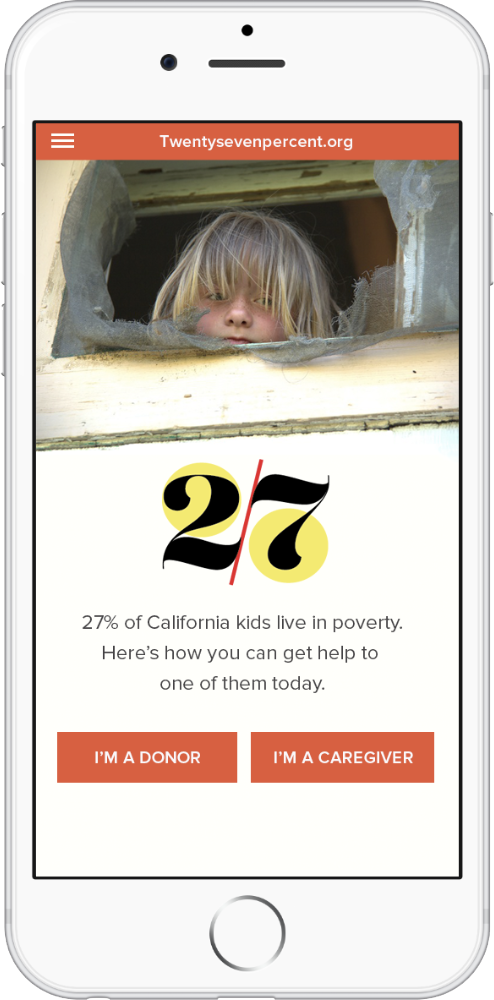 Twentysevenpercent.org
27
27% of California kids live in poverty.
Here’s how you can get help to
one of them today.
I’M A DONOR
I’M A CAREGIVER